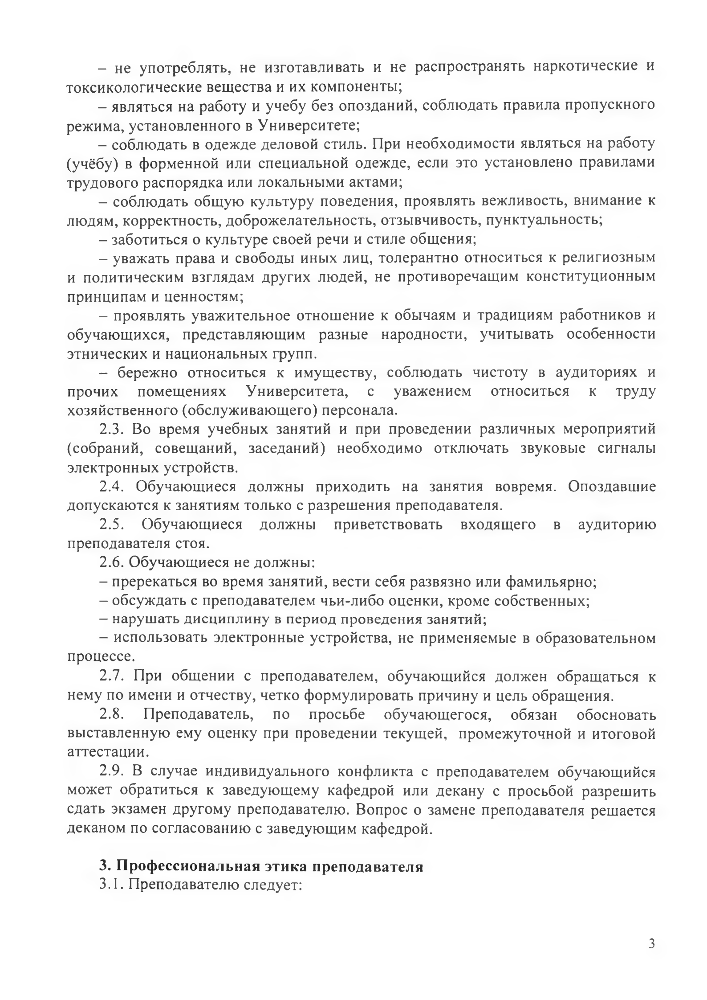 – не употреблять, не изготавливать и не распространять наркотические и
токсикологические вещества и их компоненты;
– являться на работу и учебу без опозданий, соблюдать правила пропускного
режима, установленного в Университете;
– соблюдать в одежде деловой стиль. При необходимости являться на работу
(учёбу) в форменной или специальной одежде, если это установлено правилами
трудового распорядка или локальными актами;
– соблюдать общую культуру поведения, проявлять вежливость, внимание к
людям, корректность, доброжелательность, отзывчивость, пунктуальность;
– заботиться о культуре своей речи и стиле общения;
– уважать права и свободы иных лиц, толерантно относиться к религиозным
и политическим взглядам других людей, не противоречащим конституционным
принципам и ценностям;
– проявлять уважительное отношение к обычаям и традициям работников и
обучающихся, представляющим разные народности, учитывать особенности
этнических и национальных групп.
– бережно относиться к имуществу, соблюдать чистоту в аудиториях и
прочих помещениях Университета, с уважением относиться к труду
хозяйственного (обслуживающего) персонала.
2.3. Во время учебных занятий и при проведении различных мероприятий
(собраний, совещаний, заседаний) необходимо отключать звуковые сигналы
электронных устройств.
2.4. Обучающиеся должны приходить на занятия вовремя. Опоздавшие
допускаются к занятиям только с разрешения преподавателя.
2.5. Обучающиеся должны приветствовать входящего в аудиторию
преподавателя стоя.
2.6. Обучающиеся не должны:
– пререкаться во время занятий, вести себя развязно или фамильярно;
– обсуждать с преподавателем чьи-либо оценки, кроме собственных;
– нарушать дисциплину в период проведения занятий;
– использовать электронные устройства, не применяемые в образовательном
процессе.
2.7. При общении с преподавателем, обучающийся должен обращаться к
нему по имени и отчеству, четко формулировать причину и цель обращения.
2.8. Преподаватель, по просьбе обучающегося, обязан обосновать
выставленную ему оценку при проведении текущей, промежуточной и итоговой
аттестации.
2.9. В случае индивидуального конфликта с преподавателем обучающийся
может обратиться к заведующему кафедрой или декану с просьбой разрешить
сдать экзамен другому преподавателю. Вопрос о замене преподавателя решается
деканом по согласованию с заведующим кафедрой.
3. Профессиональная этика преподавателя
3.1. Преподавателю следует:
3